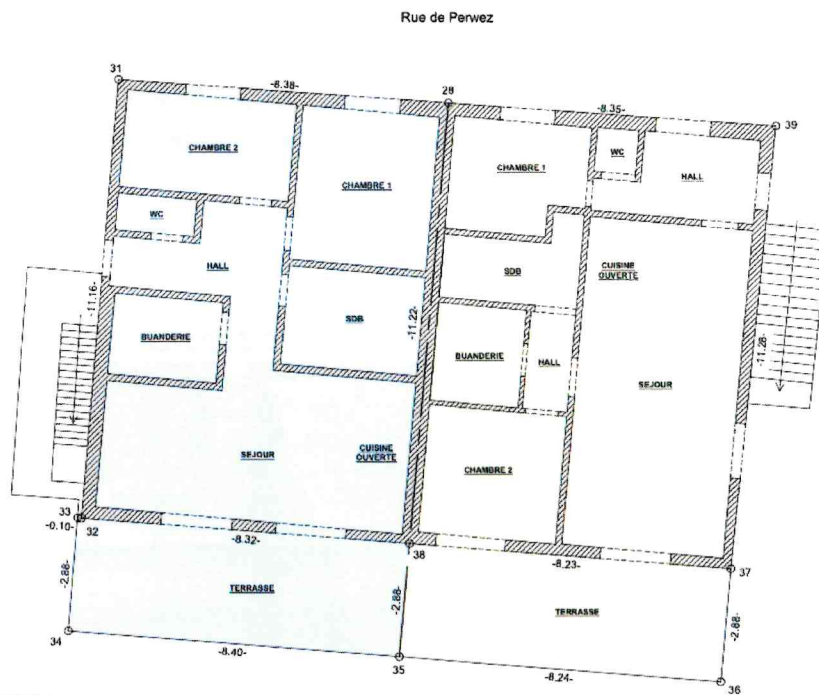 Rue de Perwez
31
-8.38-
28
-8.35-
39
CHAMBRE 2
CHAMBRE 1
CHAMBRE 1
WC
HALL
WC
HALL
SDB
CUISINE
OUVERTE
-11.16-
SDB
-11.22-
BUANDERIE
BUANDERIE
HALL
-11.28-
SEJOUR
SEJOUR
CUISINE
OUVERTE
CHAMBRE 2
33
-0.10-
32
-8.32-
38
-8.23-
37
-2.88-
TERRASSE
-2.88-
TERRASSE
-2.88-
34
-8.40-
35
-8.24-
36